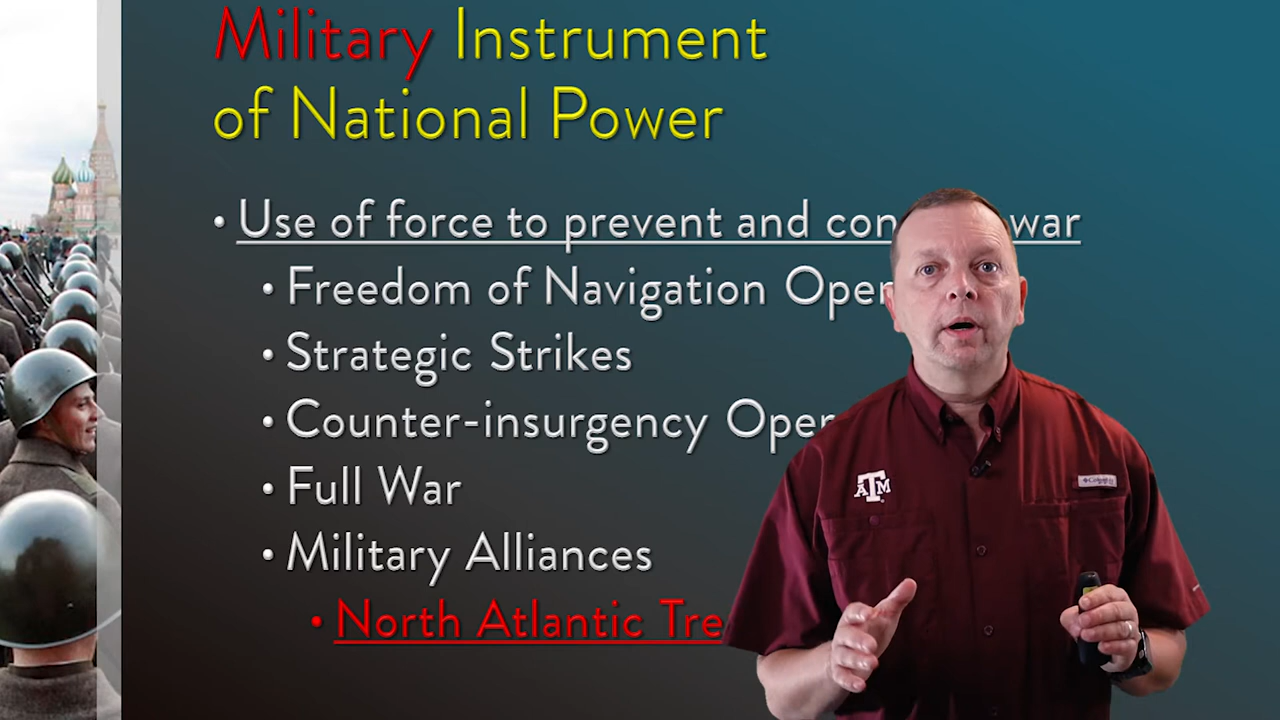 Military Instrument
of National Power
• Use of force to prevent and con war
• Freedom of Navigation Oper
• Strategic Strikes
• Counter-insurgency Oper
• Full War
• Military Alliances
• North Atlantic Tre
ATM
Columbia